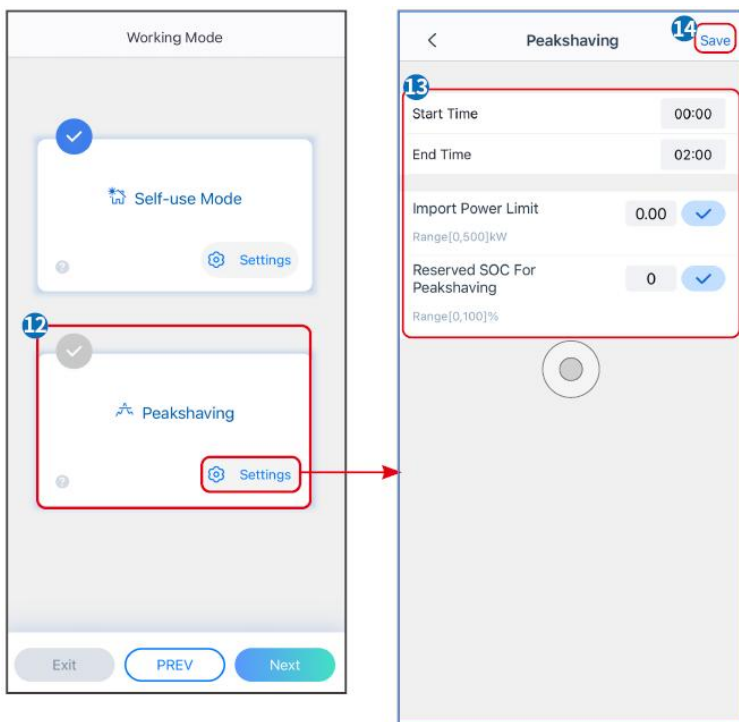 Working Mode
Self-use Mode
?
Settings
12
Peakshaving
?
Settings
Exit
PREV
Next
Peakshaving
14
Save
13
Start Time
00:00
End Time
02:00
Import Power Limit
0.00
Range[0,500]kW
Reserved SOC For
Peakshaving
0
Range[0,100]%